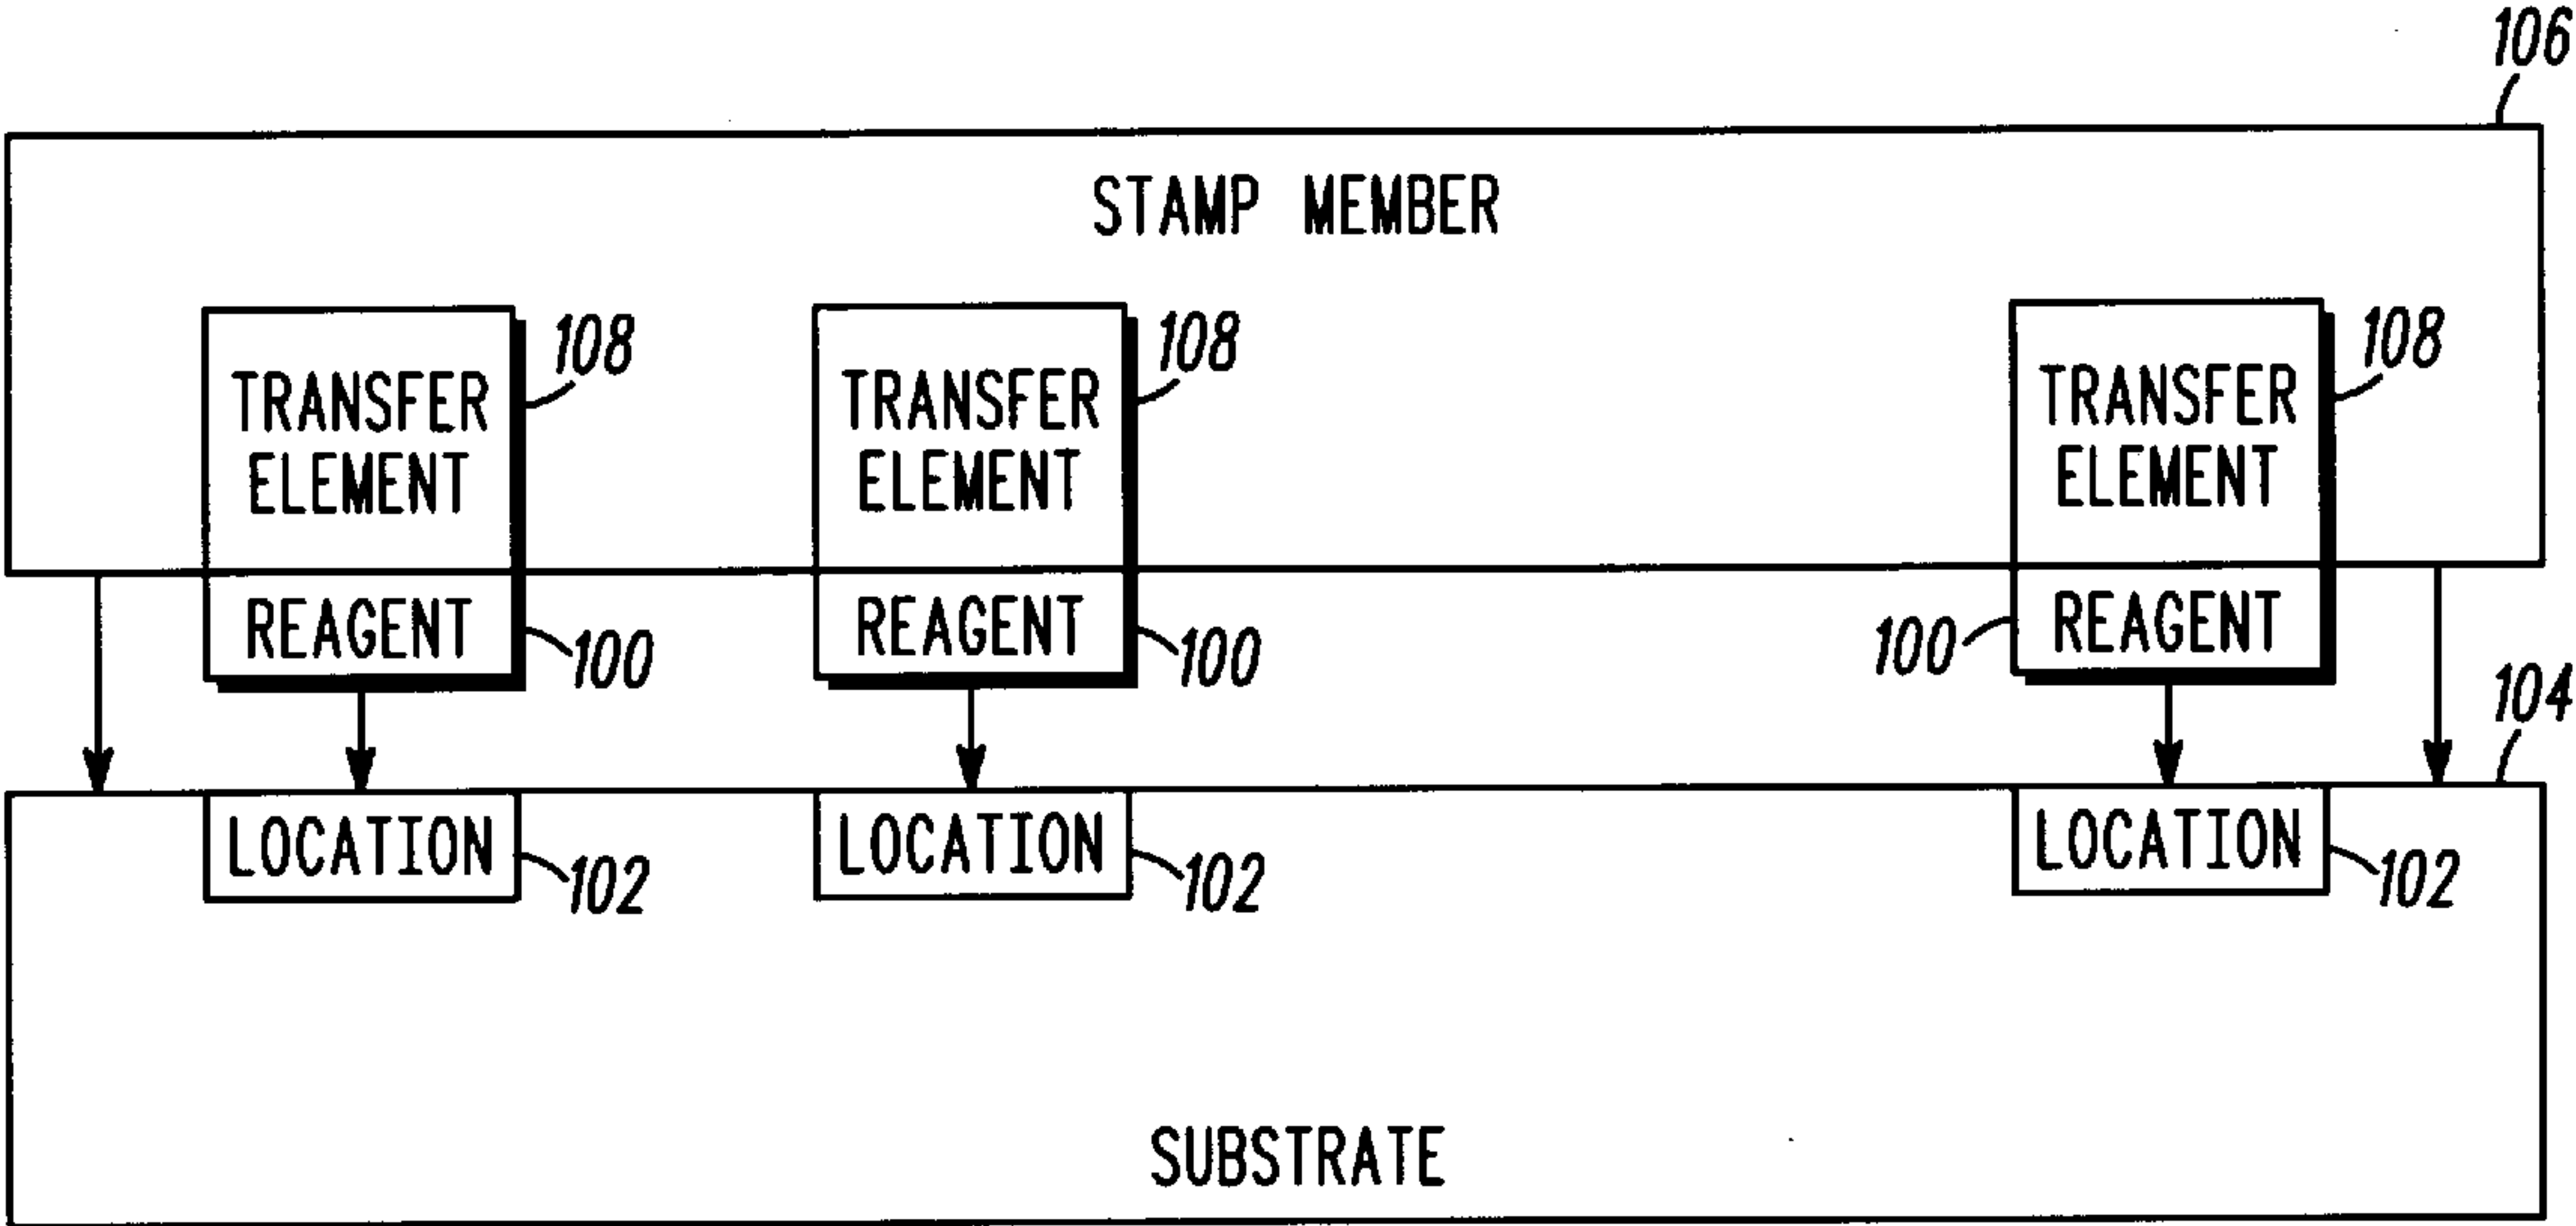 106
STAMP MEMBER
TRANSFER ELEMENT 108
TRANSFER ELEMENT 108
TRANSFER ELEMENT 108
REAGENT 100
REAGENT 100
100 REAGENT
104
LOCATION 102
LOCATION 102
LOCATION 102
SUBSTRATE